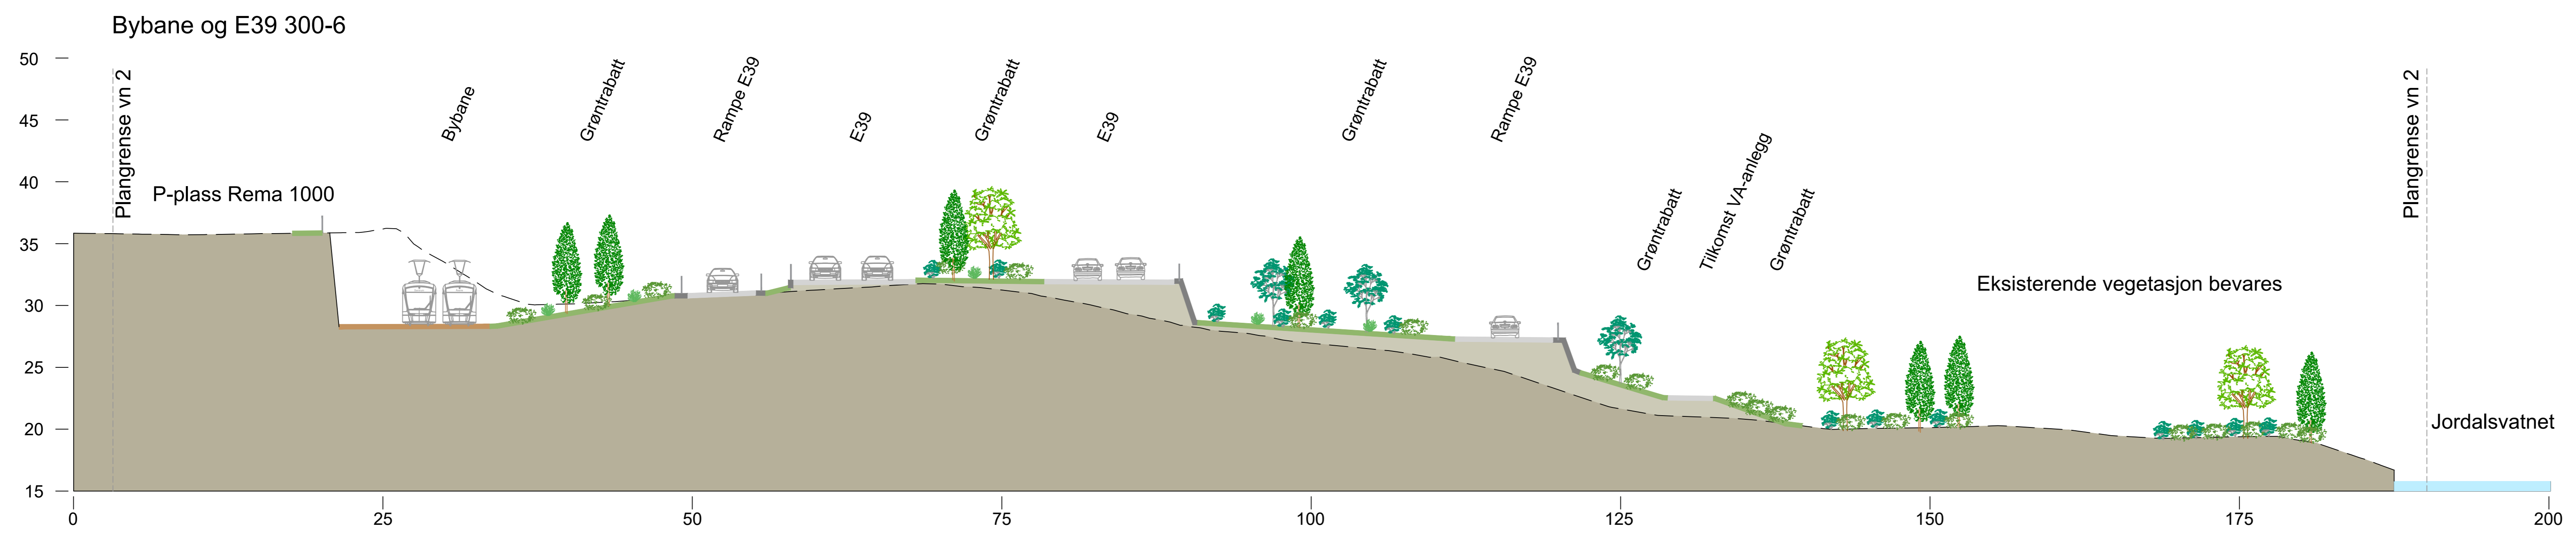 Bybane og E39 300-6
50
45
40
35
30
25
20
15
Plangrense vn 2
P-plass Rema 1000
Bybane
Grøntrabatt
Rampe E39
E39
Grøntrabatt
E39
Grøntrabatt
Rampe E39
Grøntrabatt
Tilkomst VA-anlegg
Grøntrabatt
Eksisterende vegetasjon bevares
Plangrense vn 2
Jordalsvatnet
0
25
50
75
100
125
150
175
200